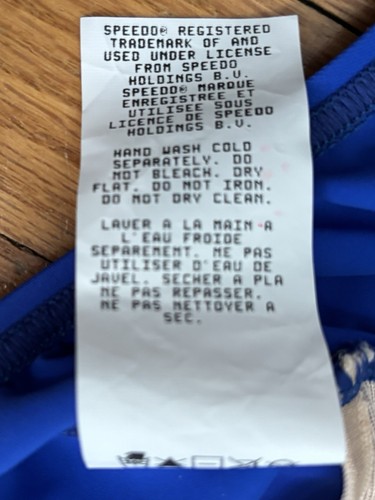 SPEEDO® REGISTERED
TRADEMARK OF AND
USED UNDER LICENSE
FROM SPEEDO
HOLDINGS B.V.
SPEEDO® MARQUE
ENREGISTREE ET
UTILISEE SOUS
LICENCE DE SPEEDO
HOLDINGS B.V.
HAND WASH COLD
SEPARATELY. DO
NOT BLEACH. DRY
FLAT. DO NOT IRON.
DO NOT DRY CLEAN.
LAVER A LA MAIN A
L'EAU FROIDE
SEPAREMENT. NE PAS
UTILISER D'EAU DE
JAVEL. SECHER A PLA
NE PAS REPASSER.
NE PAS NETTOYER A
SEC.